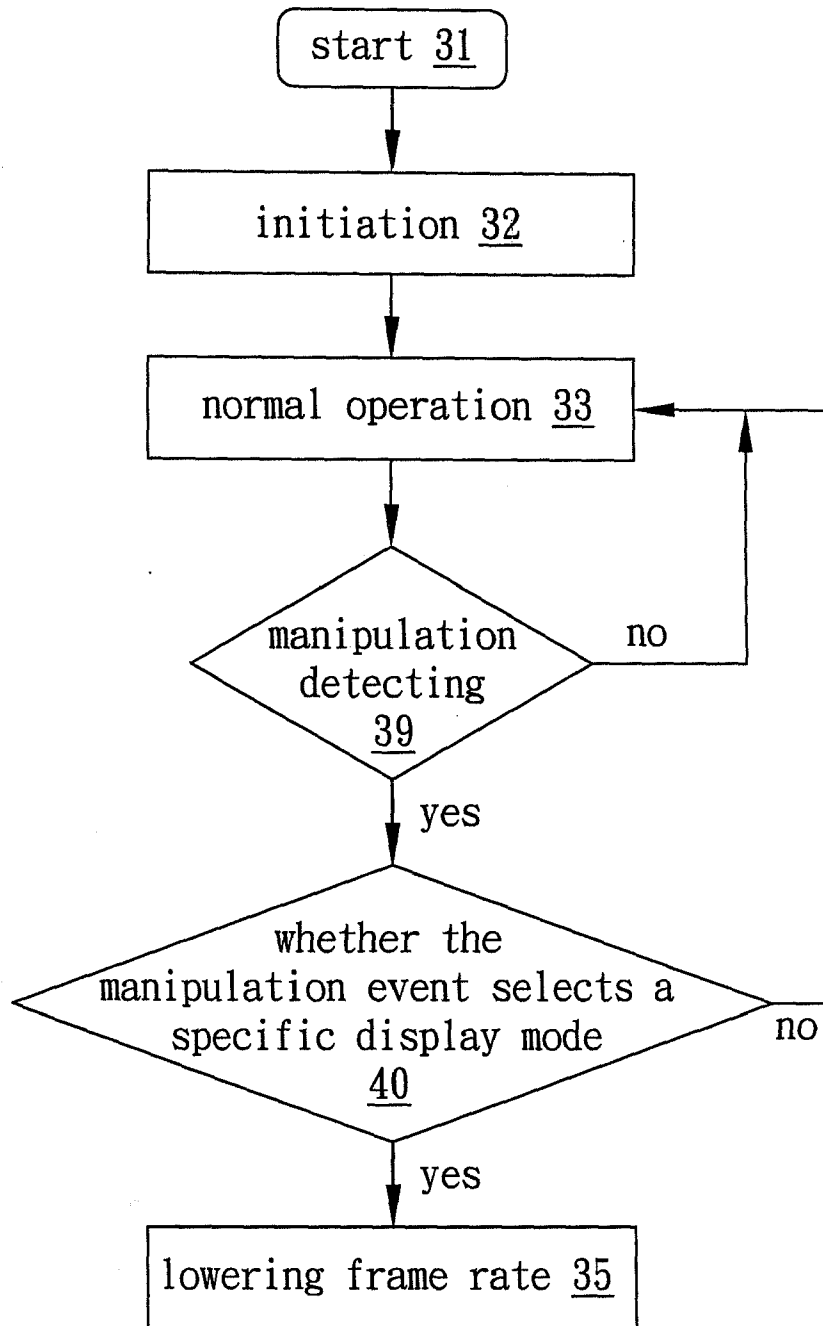 start 31
initiation 32
normal operation 33
manipulation
detecting
39
no
yes
whether the
manipulation event selects a
specific display mode
40
no
yes
lowering frame rate 35